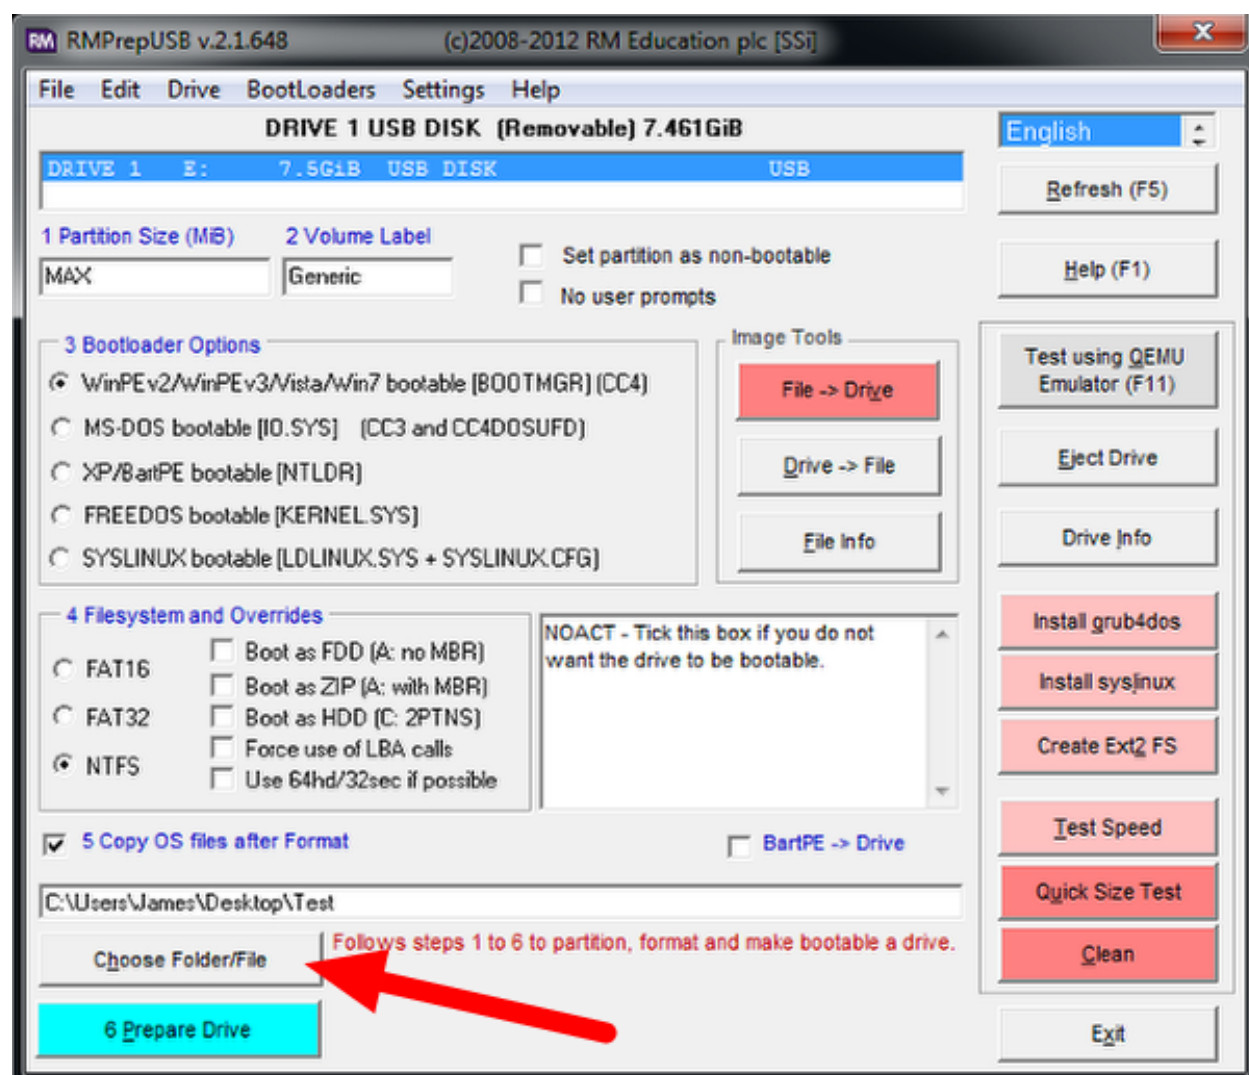 RM RMPrepUSB v.2.1.648 (c)2008-2012 RM Education plc [SSi]
File Edit Drive BootLoaders Settings Help
DRIVE 1 USB DISK (Removable) 7.461GiB
DRIVE 1 E: 7.5GiB USB DISK USB
English
Refresh (F5)
1 Partition Size (MiB) 2 Volume Label
MAX Generic
Set partition as non-bootable
No user prompts
Help (F1)
3 Bootloader Options
WinPEv2/WinPEv3/Vista/Win7 bootable [BOOTMGR] (CC4)
MS-DOS bootable [IO.SYS] (CC3 and CC4DOSUFD)
XP/BartPE bootable [NTLDR]
FREEDOS bootable [KERNEL.SYS]
SYSLINUX bootable [LDLINUX.SYS + SYSLINUX.CFG]
Image Tools
File -> Drive
Drive -> File
File Info
Test using QEMU
Emulator (F11)
Eject Drive
Drive Info
4 Filesystem and Overrides
FAT16
FAT32
NTFS
Boot as FDD (A: no MBR)
Boot as ZIP (A: with MBR)
Boot as HDD (C: 2PTNS)
Force use of LBA calls
Use 64hd/32sec if possible
NOACT - Tick this box if you do not
want the drive to be bootable.
Install grub4dos
Install syslinux
Create Ext2 FS
Test Speed
Quick Size Test
Clean
5 Copy OS files after Format
BartPE -> Drive
C:\Users\James\Desktop\Test
Choose Folder/File
Follows steps 1 to 6 to partition, format and make bootable a drive.
6 Prepare Drive
Exit